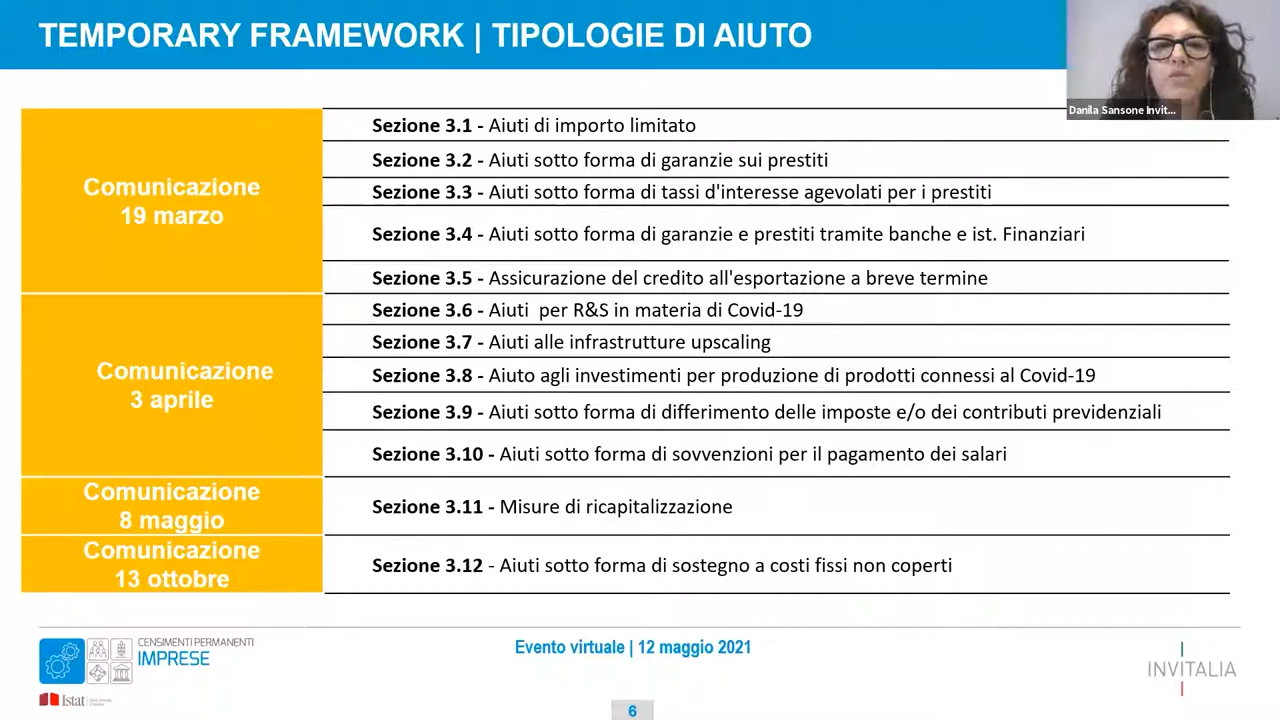 TEMPORARY FRAMEWORK | TIPOLOGIE DI AIUTO
Danila Sansone Invit...
Comunicazione
19 marzo
Sezione 3.1 - Aiuti di importo limitato
Sezione 3.2 - Aiuti sotto forma di garanzie sui prestiti
Sezione 3.3 - Aiuti sotto forma di tassi d'interesse agevolati per i prestiti
Sezione 3.4 - Aiuti sotto forma di garanzie e prestiti tramite banche e ist. Finanziari
Sezione 3.5 - Assicurazione del credito all'esportazione a breve termine
Comunicazione
3 aprile
Sezione 3.6 - Aiuti  per R&S in materia di Covid-19
Sezione 3.7 - Aiuti alle infrastrutture upscaling
Sezione 3.8 - Aiuto agli investimenti per produzione di prodotti connessi al Covid-19
Sezione 3.9 - Aiuti sotto forma di differimento delle imposte e/o dei contributi previdenziali
Sezione 3.10 - Aiuti sotto forma di sovvenzioni per il pagamento dei salari
Comunicazione
8 maggio
Sezione 3.11 - Misure di ricapitalizzazione
Comunicazione
13 ottobre
Sezione 3.12 - Aiuti sotto forma di sostegno a costi fissi non coperti
CENSIMENTI PERMANENTI
IMPRESE
Istat
Evento virtuale | 12 maggio 2021
INVITALIA
6